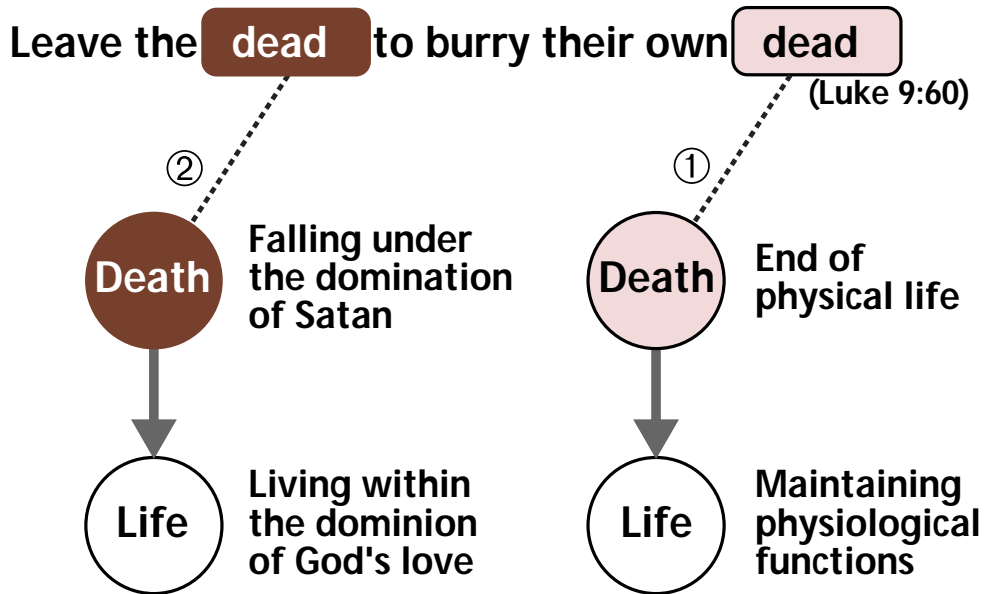 Leave the dead to burry their own dead
(Luke 9:60)
②
①
Death
Falling under
the domination
of Satan
Death
End of
physical life
Life
Living within
the dominion
of God's love
Life
Maintaining
physiological
functions